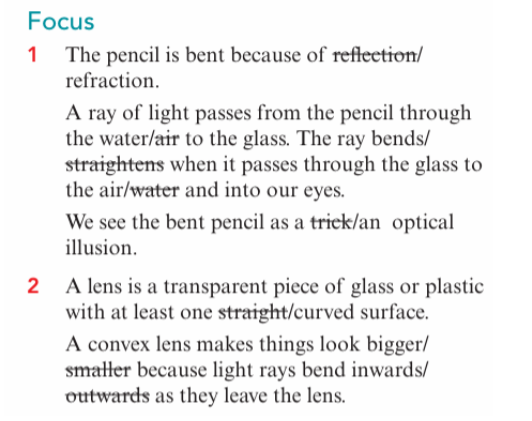 Focus
1 The pencil is bent because of reflection/
refraction.
A ray of light passes from the pencil through
the water/air to the glass. The ray bends/
straightens when it passes through the glass to
the air/water and into our eyes.
We see the bent pencil as a trick/an optical
illusion.
2 A lens is a transparent piece of glass or plastic
with at least one straight/curved surface.
A convex lens makes things look bigger/
smaller because light rays bend inwards/
outwards as they leave the lens.